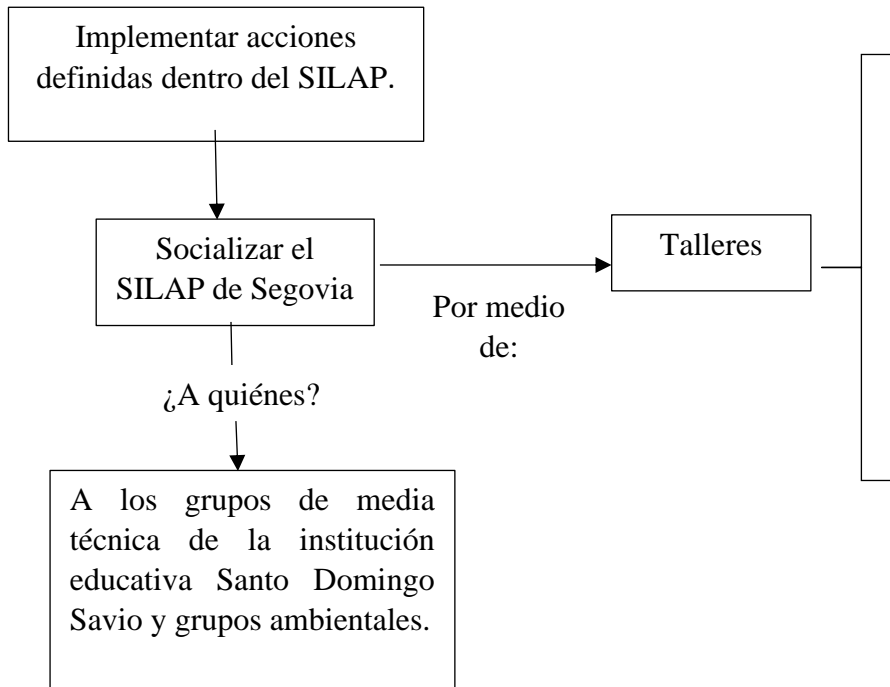 Implementar acciones
definidas dentro del SILAP.
Socializar el
SILAP de Segovia
Por medio
de:
Talleres
¿A quiénes?
A los grupos de media
técnica de la institución
educativa Santo Domingo
Savio y grupos ambientales.